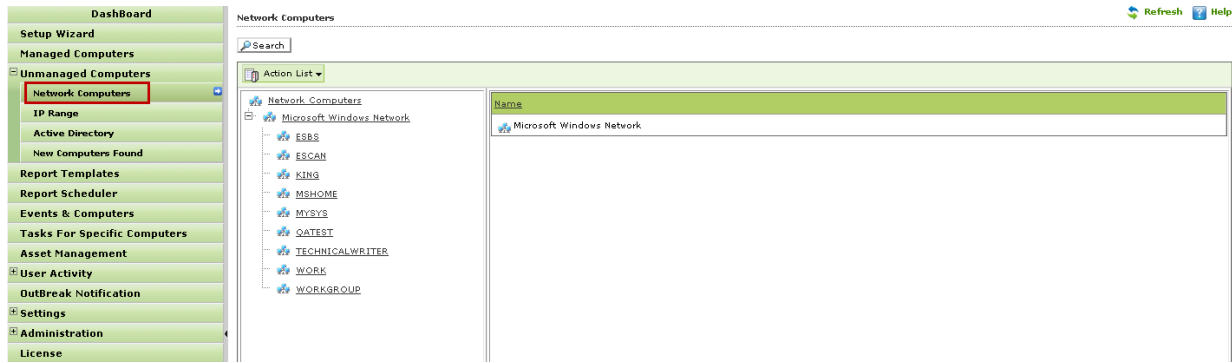 DashBoard
Setup Wizard
Managed Computers
Unmanaged Computers
Network Computers
IP Range
Active Directory
New Computers Found
Report Templates
Report Scheduler
Events & Computers
Tasks For Specific Computers
Asset Management
User Activity
OutBreak Notification
Settings
Administration
License
Network Computers
Refresh Help
Search
Action List
Network Computers
Microsoft Windows Network
ESBS
ESCAN
KING
MSHOME
MYSYS
QATEST
TECHNICALWRITER
WORK
WORKGROUP
Name
Microsoft Windows Network